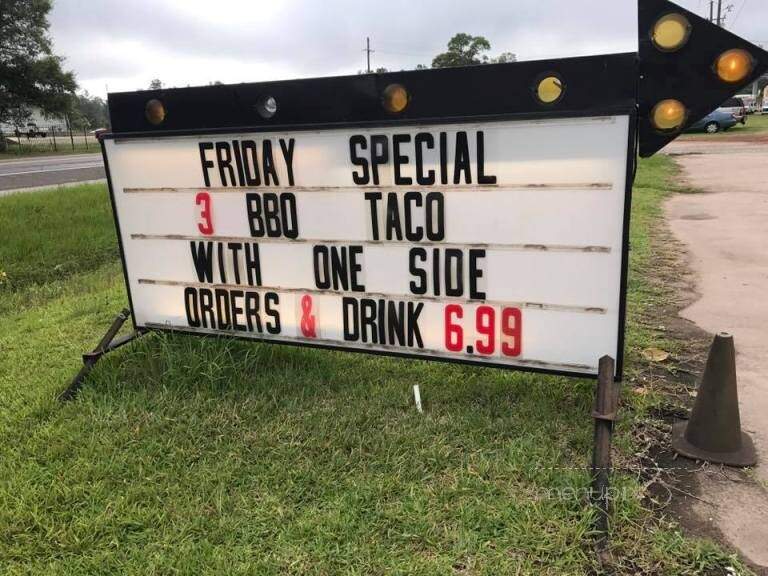 FRIDAY SPECIAL
3 BBQ TACO
WITH ONE SIDE
ORDERS & DRINK 6.99